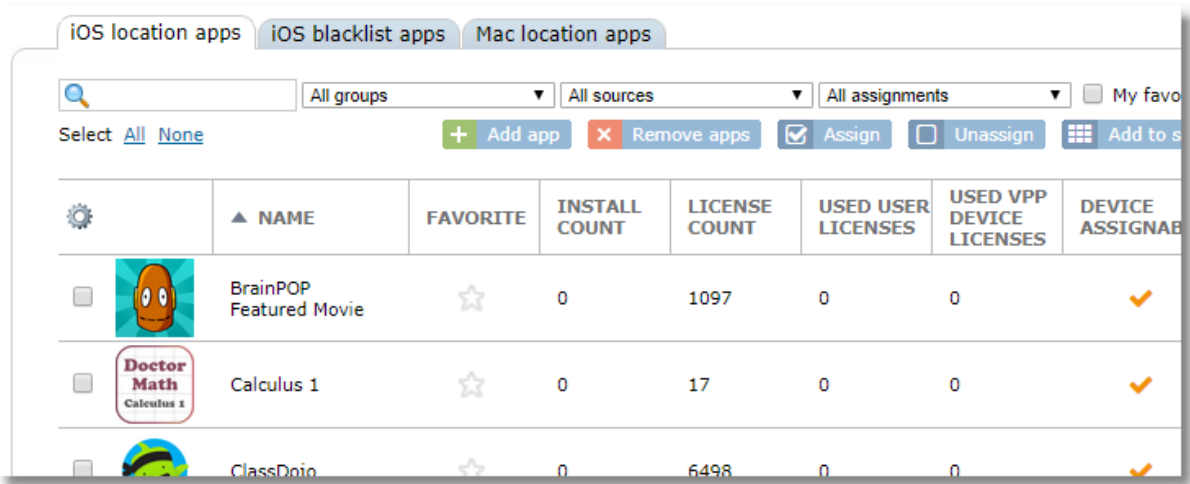 iOS location apps iOS blacklist apps Mac location apps
All groups All sources All assignments My favo
Select All None Add app Remove apps Assign Unassign Add to s
NAME FAVORITE INSTALL COUNT LICENSE COUNT USED USER LICENSES USED VPP DEVICE LICENSES DEVICE ASSIGNAB
BrainPOP
Featured Movie 0 1097 0 0
Doctor
Math
Calculus 1
Calculus 1 0 17 0 0
ClassDojo 0 6498 0 0